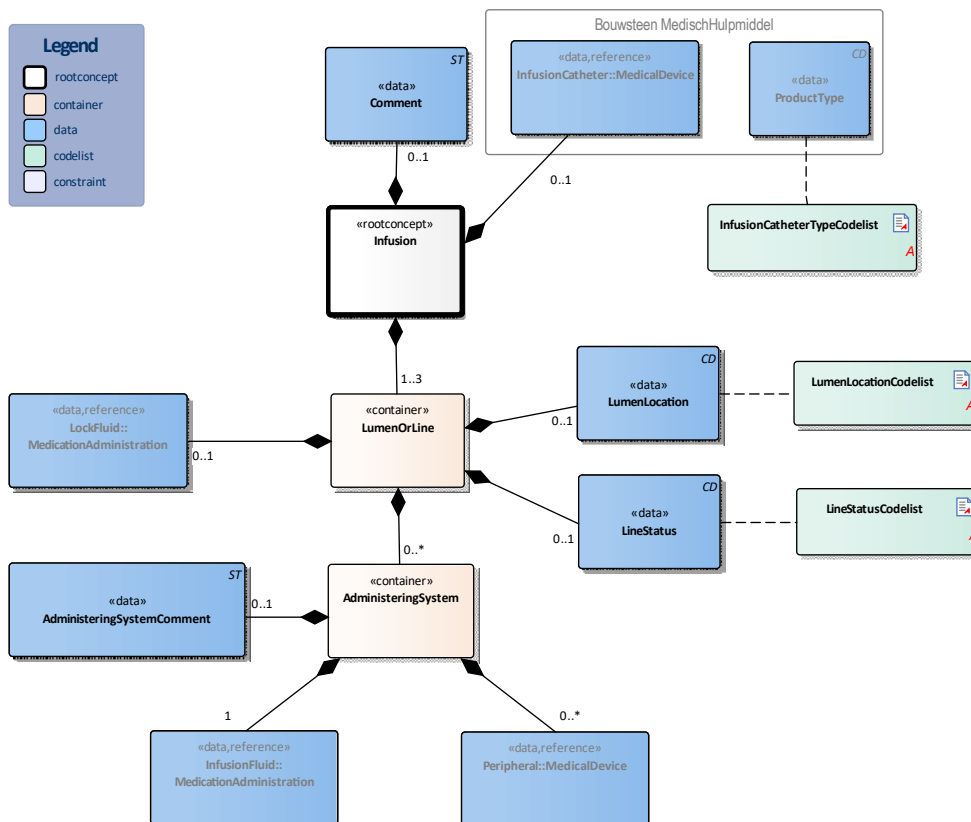 Legend
rootconcept
container
data
codelist
constraint
Bouwsteen MedischHulpmiddel
ST
«data»
Comment
«data,reference»
InfusionCatheter::MedicalDevice
CD
«data»
ProductType
0..1
0..1
«rootconcept»
Infusion
InfusionCatheterTypeCodelist
A
1..3
«data,reference»
LockFluid::
MedicationAdministration
0..1
«container»
LumenOrLine
CD
«data»
LumenLocation
0..1
LumenLocationCodelist
A
CD
«data»
LineStatus
0..1
LineStatusCodelist
0..*
ST
«data»
AdministeringSystemComment
0..1
«container»
AdministeringSystem
1
0..*
«data,reference»
InfusionFluid::
MedicationAdministration
«data,reference»
Peripheral::MedicalDevice